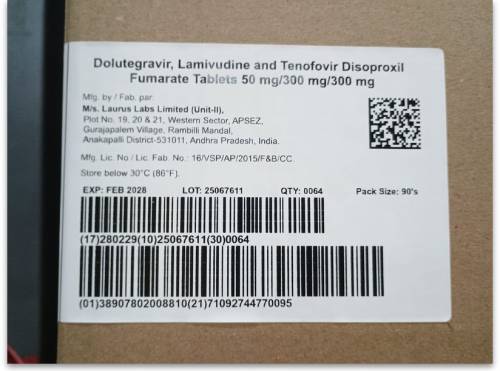 Dolutegravir, Lamivudine and Tenofovir Disoproxil
Fumarate Tablets 50 mg/300 mg/300 mg
Mfg. by / Fab. par:
M/s. Laurus Labs Limited (Unit-II),
Plot No. 19, 20 & 21, Western Sector, APSEZ,
Gurajapalem Village, Rambilli Mandal,
Anakapalli District-531011, Andhra Pradesh, India.
Mfg. Lic. No / Lic. Fab. No.: 16/VSP/AP/2015/F&B/CC.
Store below 30°C (86°F).
EXP: FEB 2028 LOT: 25067611 QTY: 0064 Pack Size: 90's
(17)280229(10)25067611(30)0064
(01)38907802008810(21)71092744770095